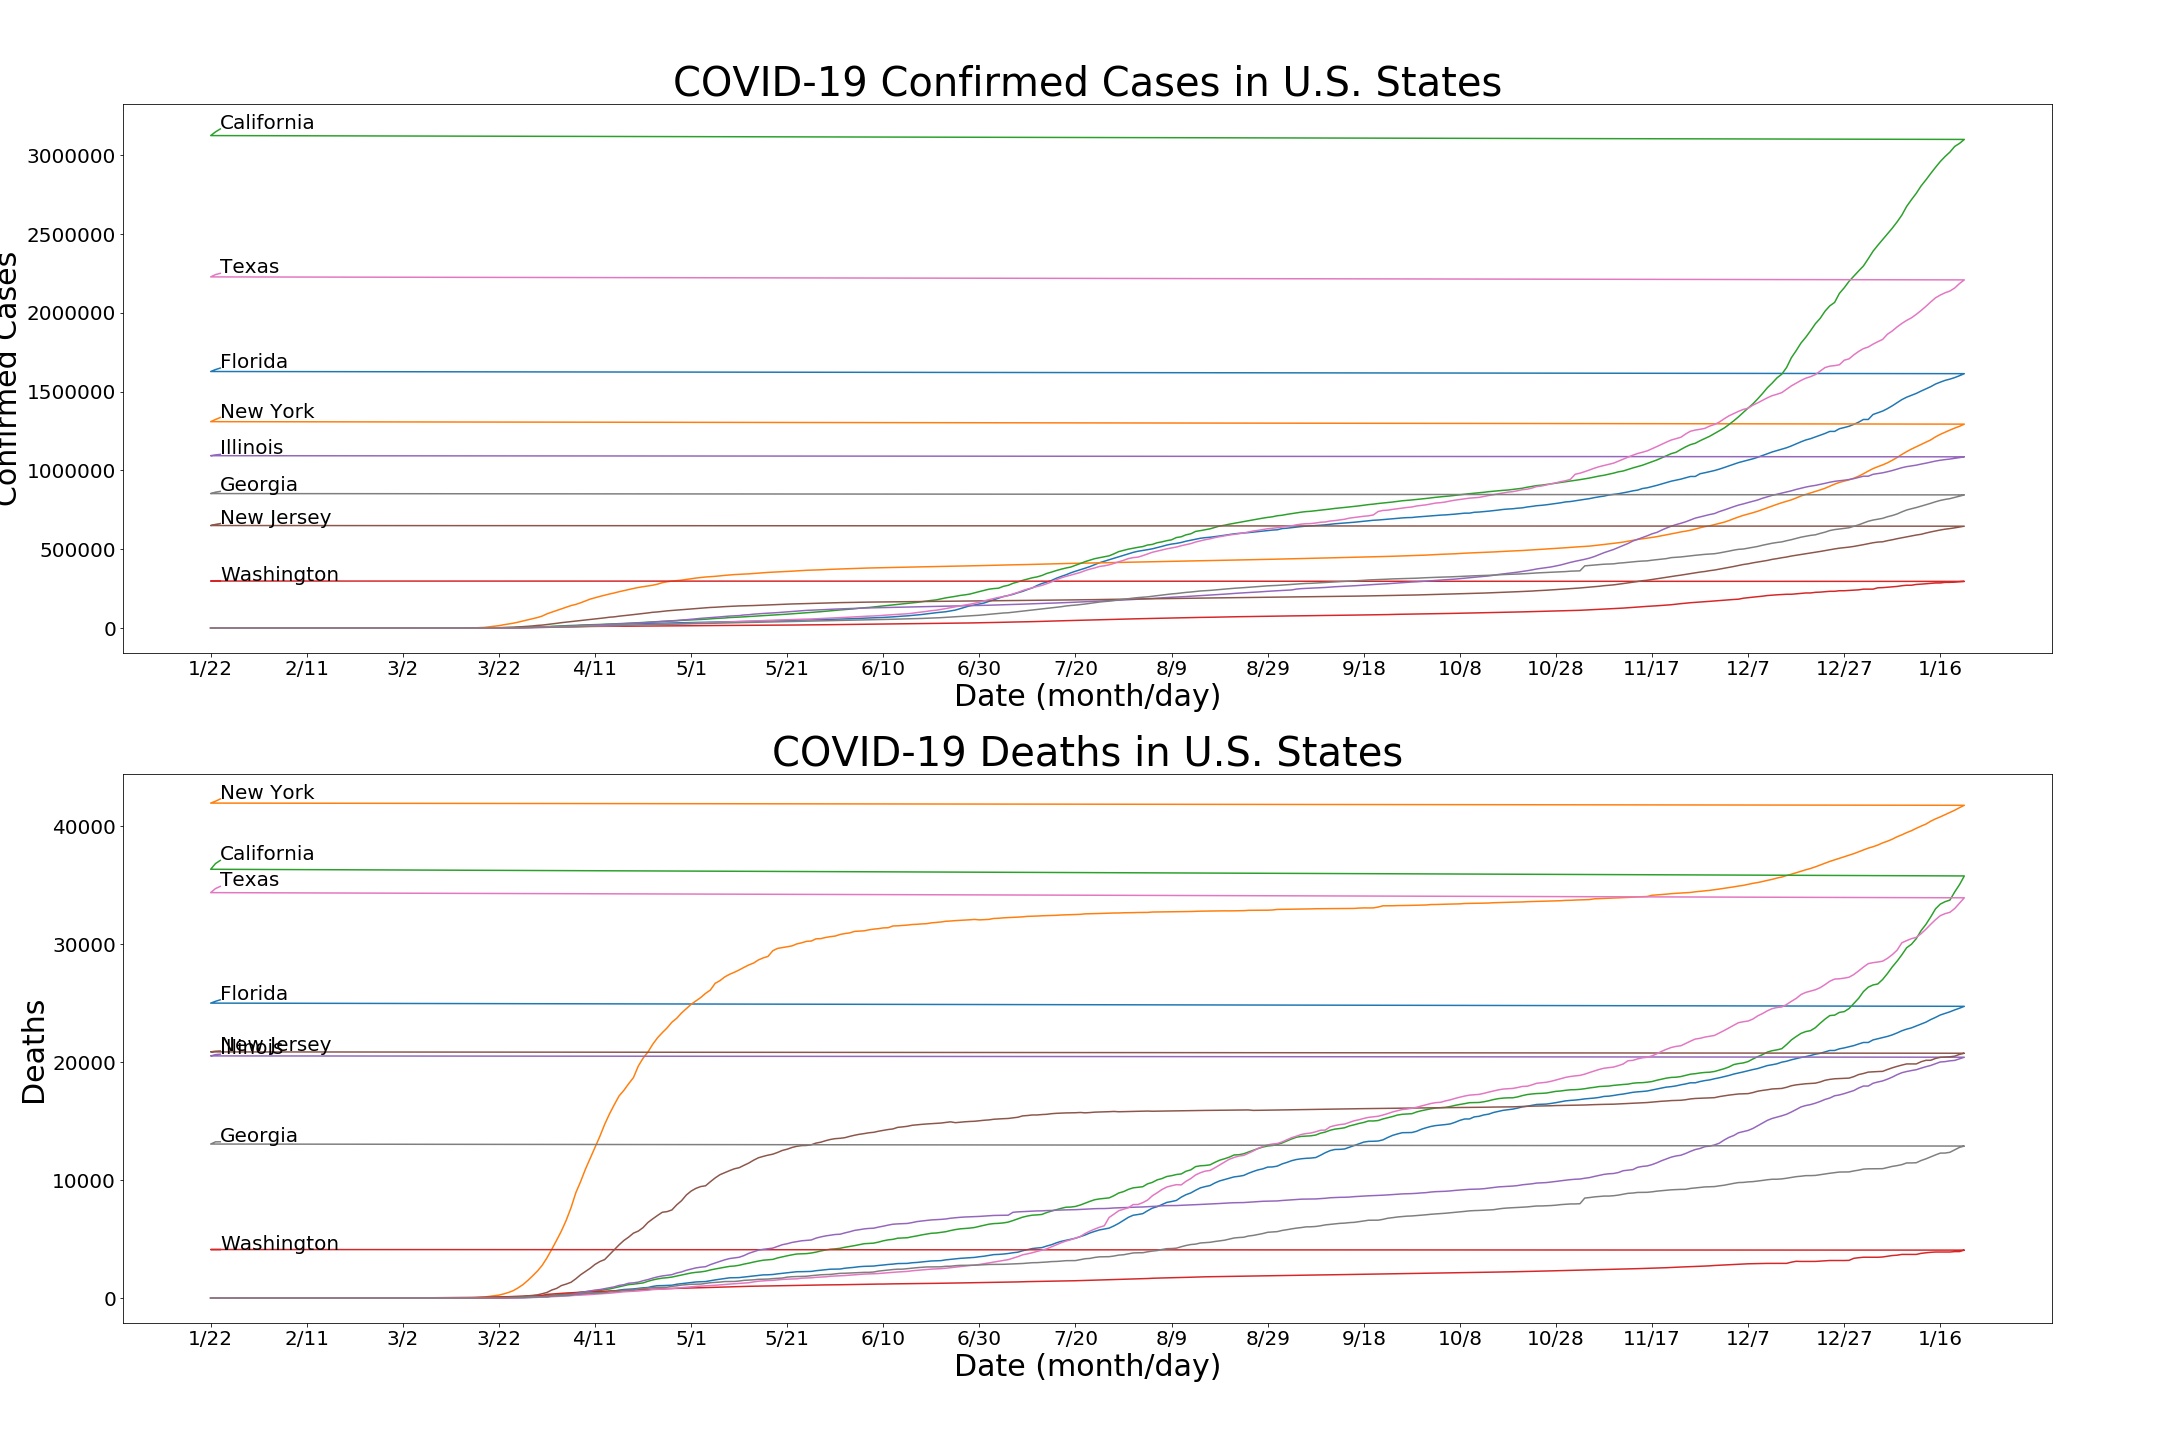 COVID-19 Confirmed Cases in U.S. States
Confirmed Cases
3000000
2500000
2000000
1500000
1000000
500000
0
California
Texas
Florida
New York
Illinois
Georgia
New Jersey
Washington
1/22 2/11 3/2 3/22 4/11 5/1 5/21 6/10 6/30 7/20 8/9 8/29 9/18 10/8 10/28 11/17 12/7 12/27 1/16
Date (month/day)
COVID-19 Deaths in U.S. States
Deaths
40000
30000
20000
10000
0
New York
California
Texas
Florida
New Jersey
Illinois
Georgia
Washington
1/22 2/11 3/2 3/22 4/11 5/1 5/21 6/10 6/30 7/20 8/9 8/29 9/18 10/8 10/28 11/17 12/7 12/27 1/16
Date (month/day)